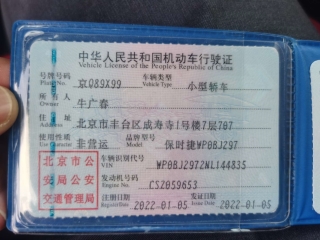 中华人民共和国机动车行驶证
Vehicle License of the People's Republic of China
号牌号码 京Q89X99 车辆类型 小型轿车
Plate No. Vehicle Type
所有人 牛广春
Owner
住址 北京市丰台区成寿寺1号楼7层707
Address
使用性质 非营运 品牌型号 保时捷WP0BJ297
Use Character Model
北京市公
安局公安
交通管理局
车辆识别代号 WP0BJ2972NL144835
VIN
发动机号码 CSZ059653
Engine No.
注册日期 2022-01-05 发证日期 2022-01-05
Register Date Issue Date